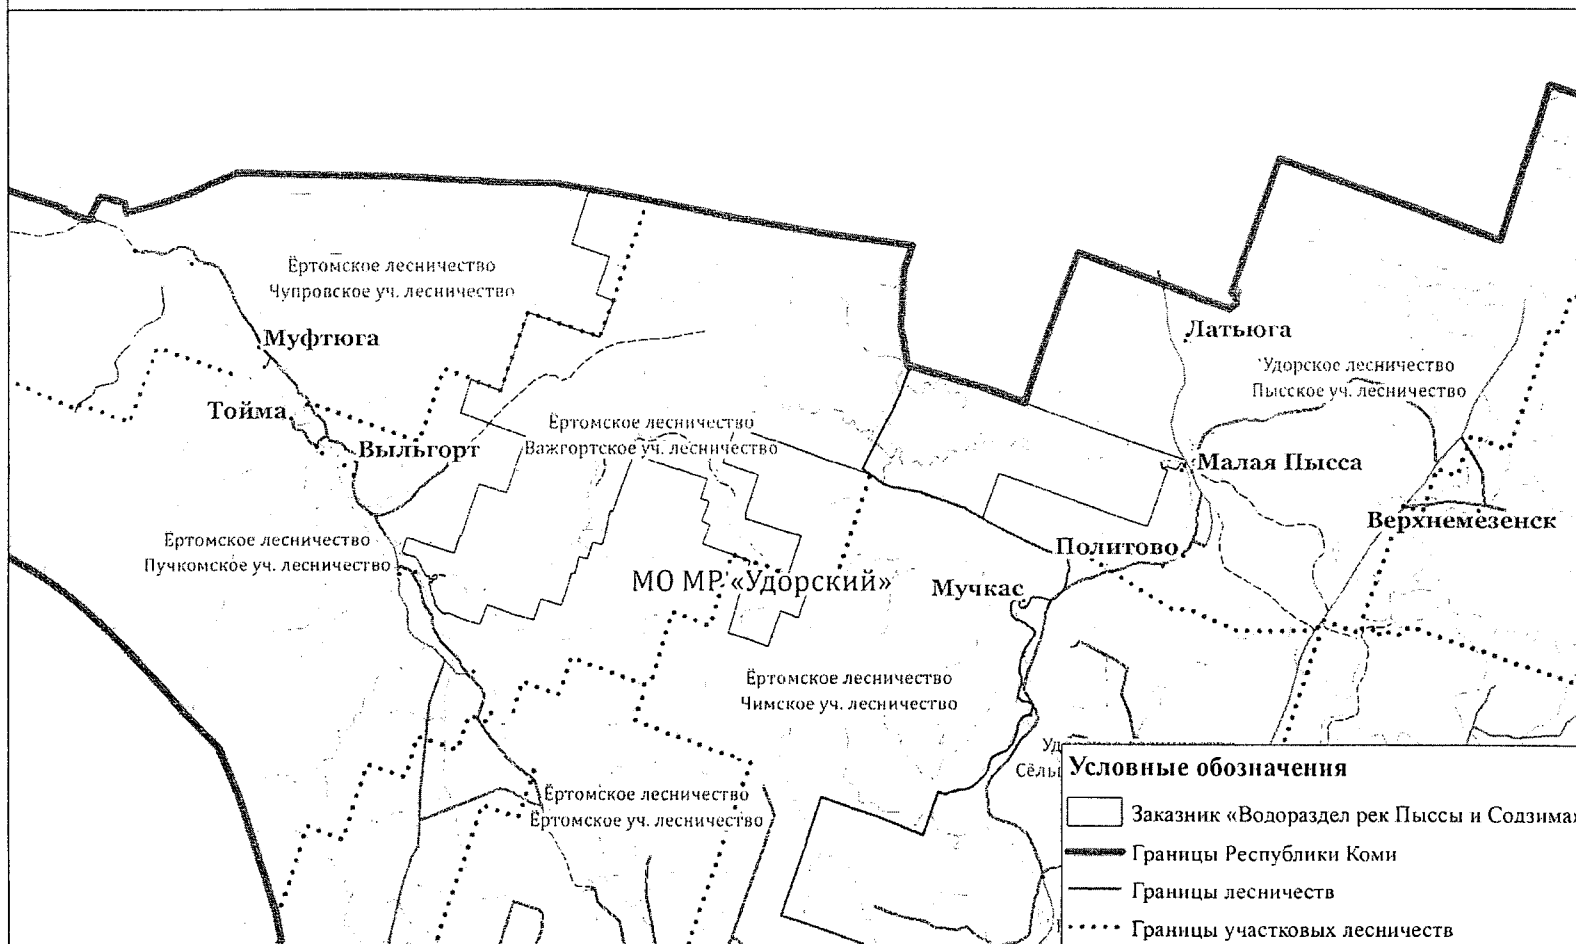 Ёртомское лесничество
Чупровское уч. лесничество
Муфтюга
Латьюга
Удорское лесничество
Пысское уч. лесничество
Тойма
Ёртомское лесничество
Важгортское уч. лесничество
Выльгорт
Малая Пысса
Верхнемезенск
Ёртомское лесничество
Пучкомское уч. лесничество
Политово
МО МР «Удорский»
Мучкас
Ёртомское лесничество
Чимское уч. лесничество
Уд
Сёлы
Условные обозначения
Ёртомское лесничество
Ёртомское уч. лесничество
Заказник «Водораздел рек Пыссы и Содзима»
Границы Республики Коми
Границы лесничеств
Границы участковых лесничеств